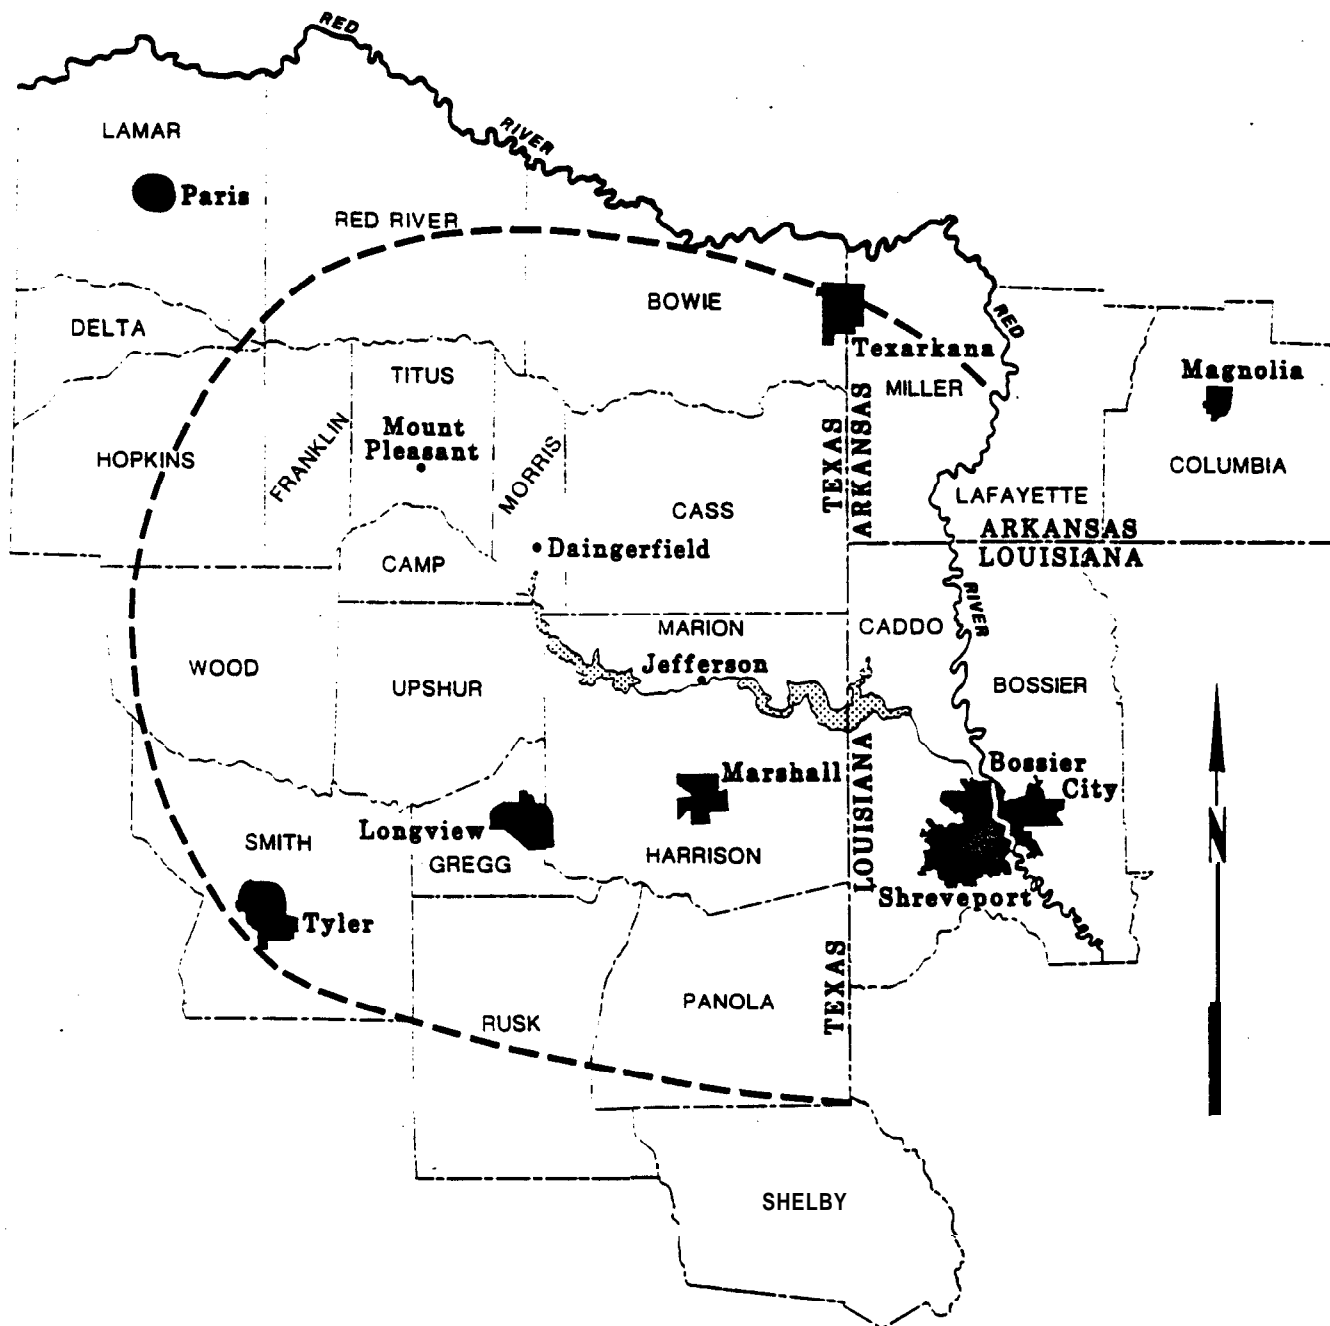 RED
RIVER
LAMAR
Paris
RED RIVER
DELTA
BOWIE
RED
Texarkana
Magnolia
TITUS
MILLER
Mount
Pleasant
HOPKINS
FRANKLIN
MORRIS
TEXAS
ARKANSAS
COLUMBIA
LAFAYETTE
CASS
ARKANSAS
LOUISIANA
Daingerfield
CAMP
RIVER
MARION
CADDO
WOOD
Jefferson
UPSHUR
BOSSIER
Marshall
LOUISIANA
Bossier
City
N
Longview
SMITH
GREGG
HARRISON
Shreveport
Tyler
TEXAS
PANOLA
RUSK
SHELBY